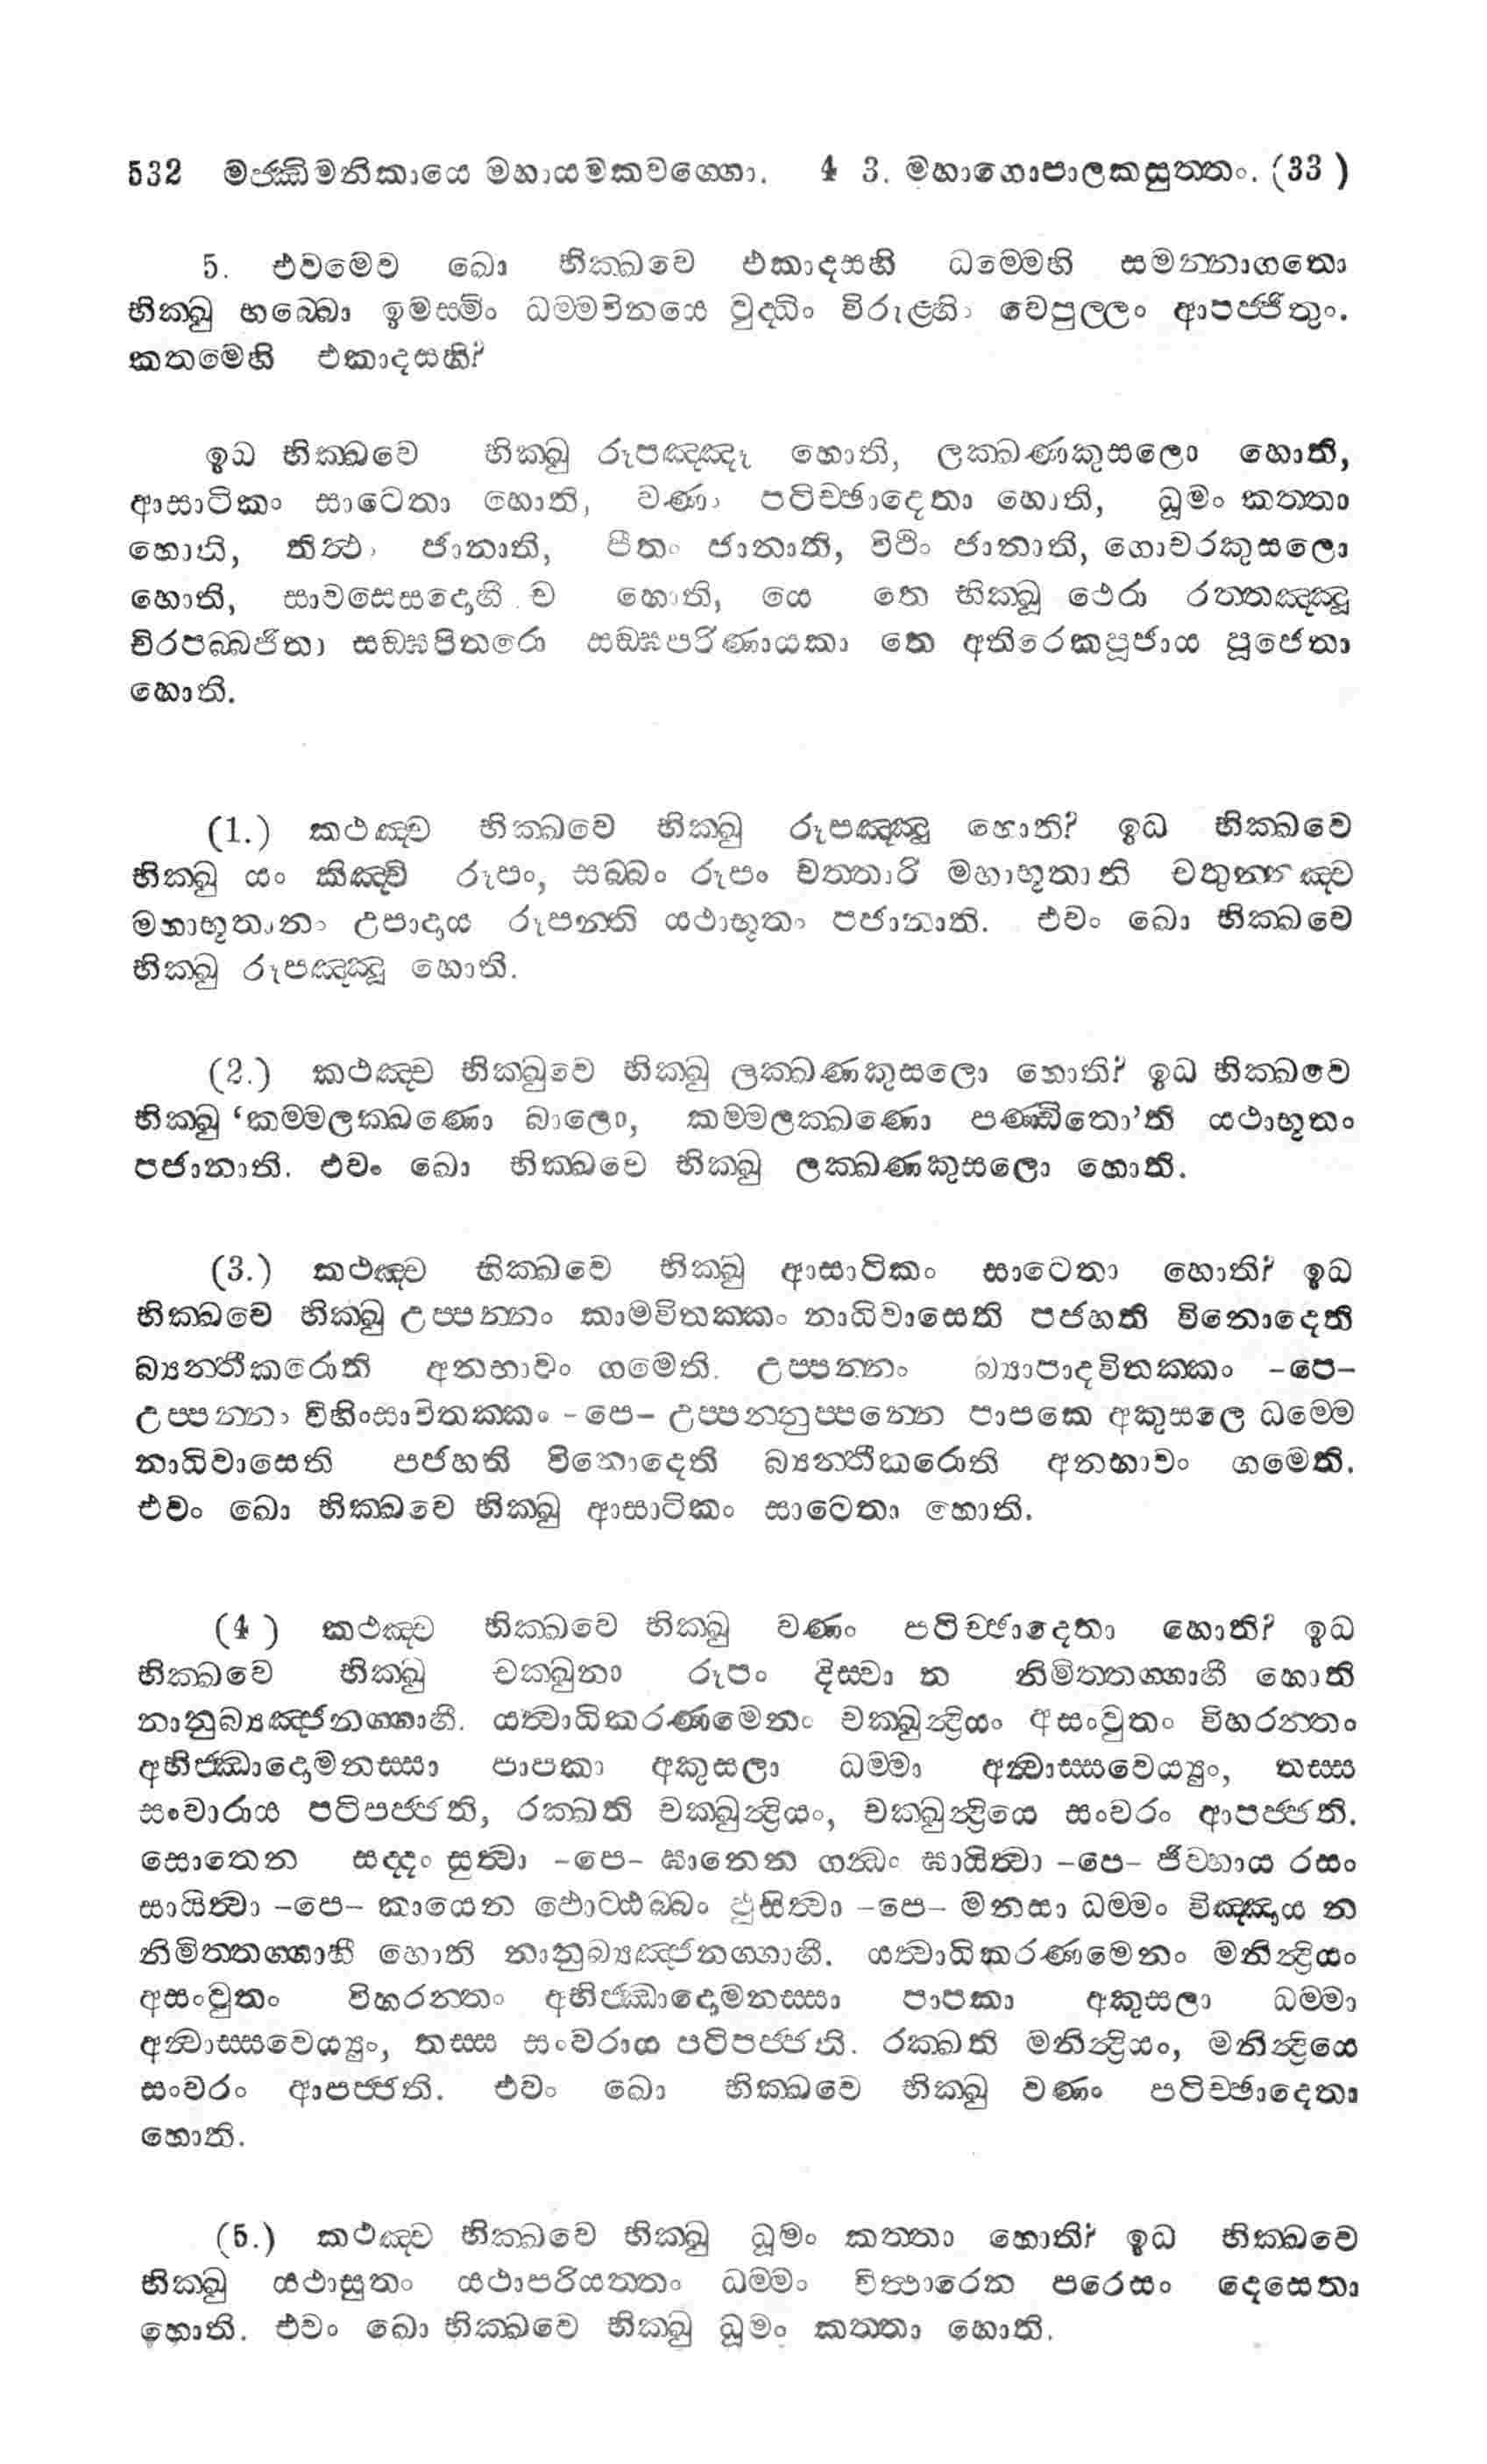 532 මජ්ඣිමනිකායෙ මහායමකවග්ගො. 4 3. මහාගොපාලකසුත්තං. (33 )
5. එවමෙව ඛො භික්ඛවෙ එකාදසහි ධම්මෙහි සමන්නාගතො
භික්ඛු භබ්බො ඉමස්මිං ධම්මවිනයෙ වුද්ධිං විරූළ්හිං වෙපුල්ලං ආපජ්ජිතුං.
කතමෙහි එකාදසහි?
ඉධ භික්ඛවෙ භික්ඛු රූපඤ්ඤූ හොති, ලක්ඛණකුසලො හොති,
ආසාටිකං සාටෙතා හොති, වණං පටිච්ඡාදෙතා හොති, ධූමං කත්තා
හොති, තිත්ථං ජානාති, පීතං ජානාති, වීථිං ජානාති, ගොචරකුසලො
හොති, සාවසෙසදොහී ච හොති, යෙ තෙ භික්ඛූ ථෙරා රත්තඤ්ඤූ
චිරපබ්බජිතා සඞ්ඝපිතරො සඞ්ඝපරිණායකා තෙ අතිරෙකපූජාය පූජෙතා
හොති.
(1.) කථඤ්ච භික්ඛවෙ භික්ඛු රූපඤ්ඤූ හොති? ඉධ භික්ඛවෙ
භික්ඛු යං කිඤ්චි රූපං, සබ්බං රූපං චත්තාරි මහාභූතානි චතුන්නඤ්ච
මහාභූතානං උපාදාය රූපන්ති යථාභූතං පජානාති. එවං ඛො භික්ඛවෙ
භික්ඛු රූපඤ්ඤූ හොති.
(2.) කථඤ්ච භික්ඛුවෙ භික්ඛු ලක්ඛණකුසලො හොති? ඉධ භික්ඛවෙ
භික්ඛු ‘කම්මලක්ඛණො බාලො, කම්මලක්ඛණො පණ්ඩිතො’ති යථාභූතං
පජානාති. එවං ඛො භික්ඛවෙ භික්ඛු ලක්ඛණකුසලො හොති.
(3.) කථඤ්ච භික්ඛවෙ භික්ඛු ආසාටිකං සාටෙතා හොති? ඉධ
භික්ඛවෙ භික්ඛු උප්පන්නං කාමවිතක්කං නාධිවාසෙති පජහති විනොදෙති
බ්‍යන්තීකරොති අනභාවං ගමෙති. උප්පන්නං බ්‍යාපාදවිතක්කං -පෙ-
උප්පන්නං විහිංසාවිතක්කං -පෙ- උප්පන්නුප්පන්නෙ පාපකෙ අකුසලෙ ධම්මෙ
නාධිවාසෙති පජහති විනොදෙති බ්‍යන්තීකරොති අනභාවං ගමෙති.
එවං ඛො භික්ඛවෙ භික්ඛු ආසාටිකං සාටෙතා හොති.
(4 ) කථඤ්ච භික්ඛවෙ භික්ඛු වණං පටිච්ඡාදෙතා හොති? ඉධ
භික්ඛවෙ භික්ඛු චක්ඛුනා රූපං දිස්වා න නිමිත්තග්ගාහී හොති
නානුබ්‍යඤ්ජනග්ගාහී. යත්වාධිකරණමෙනං චක්ඛුන්ද්‍රියං අසංවුතං විහරන්තං
අභිජ්ඣාදොමනස්සා පාපකා අකුසලා ධම්මා අන්වාස්සවෙය්‍යුං, තස්ස
සංවාරාය පටිපජ්ජති, රක්ඛති චක්ඛුන්ද්‍රියං, චක්ඛුන්ද්‍රියෙ සංවරං ආපජ්ජති.
සොතෙන සද්දං සුත්වා -පෙ- ඝානෙන ගන්ධං ඝායිත්වා -පෙ- ජිව්හාය රසං
සායිත්වා -පෙ- කායෙන ඵොට්ඨබ්බං ඵුසිත්වා -පෙ- මනසා ධම්මං විඤ්ඤාය න
නිමිත්තග්ගාහී හොති නානුබ්‍යඤ්ජනග්ගාහී. යත්වාධිකරණමෙනං මනින්ද්‍රියං
අසංවුතං විහරන්තං අභිජ්ඣාදොමනස්සා පාපකා අකුසලා ධම්මා
අන්වාස්සවෙය්‍යුං, තස්ස සංවරාය පටිපජ්ජති. රක්ඛති මනින්ද්‍රියං, මනින්ද්‍රියෙ
සංවරං ආපජ්ජති. එවං ඛො භික්ඛවෙ භික්ඛු වණං පටිච්ඡාදෙතා
හොති.
(5.) කථඤ්ච භික්ඛවෙ භික්ඛු ධූමං කත්තා හොති? ඉධ භික්ඛවෙ
භික්ඛු යථාසුතං යථාපරියත්තං ධම්මං විත්ථාරෙන පරෙසං දෙසෙතා
හොති. එවං ඛො භික්ඛවෙ භික්ඛු ධූමං කත්තා හොති.